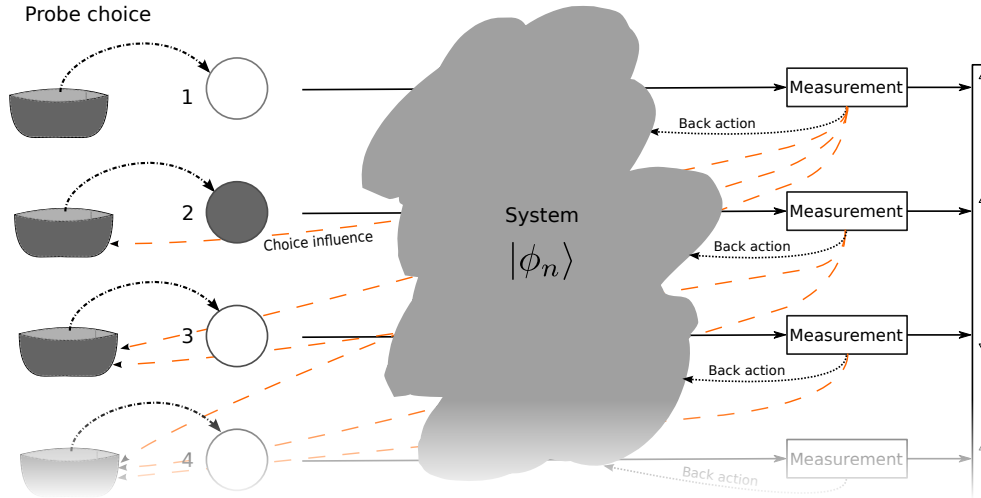 Probe choice
1
Measurement
Back action
2
Measurement
Choice influence
System
|ϕₙ⟩
Back action
3
Measurement
Back action
4
Measurement
Back action